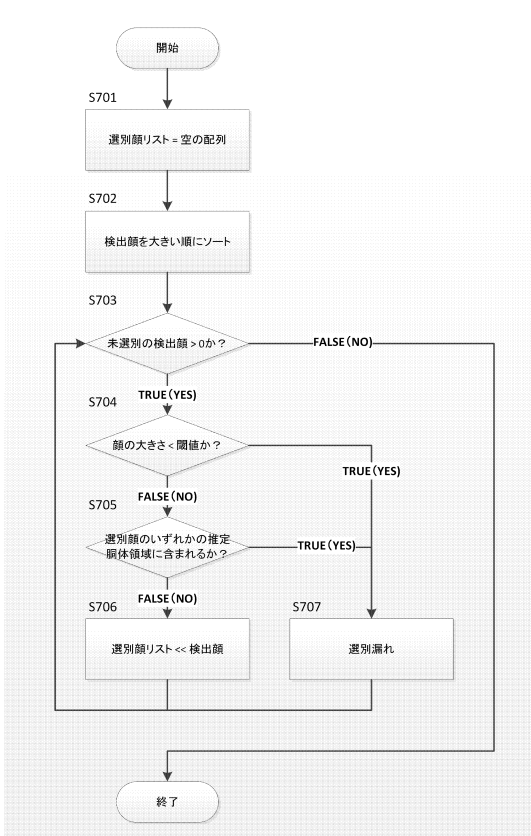 開始
S701
選別顔リスト = 空の配列
S702
検出顔を大きい順にソート
S703
未選別の検出顔 > 0か？
FALSE(NO)
TRUE(YES)
S704
顔の大きさ < 閾値か？
TRUE(YES)
FALSE(NO)
S705
選別顔のいずれかの推定
胴体領域に含まれるか？
TRUE(YES)
FALSE(NO)
S706
選別顔リスト << 検出顔
S707
選別漏れ
終了